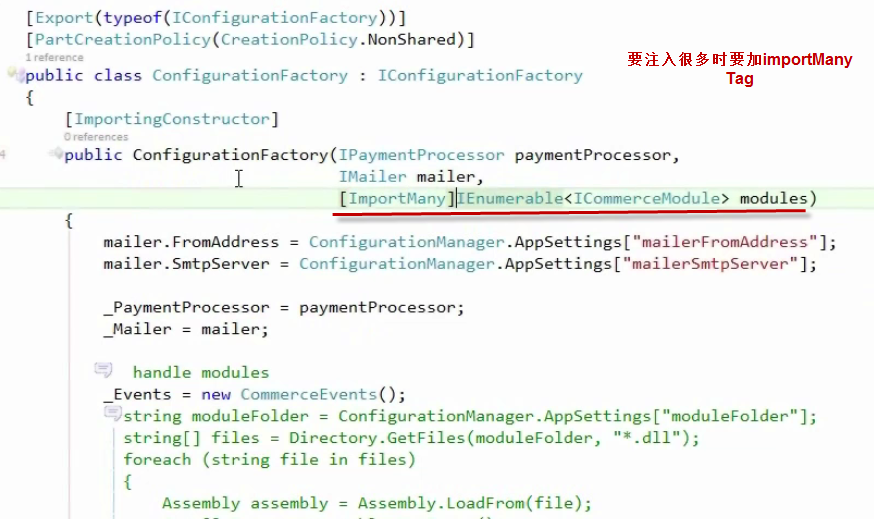 [Export(typeof(IConfigurationFactory))]
[PartCreationPolicy(CreationPolicy.NonShared)]
1 reference
public class ConfigurationFactory : IConfigurationFactory
要注入很多时要加importMany
Tag
{
[ImportingConstructor]
0 references
4
public ConfigurationFactory(IPaymentProcessor paymentProcessor,
IMailer mailer,
[ImportMany]IEnumerable<ICommerceModule> modules)
{
mailer.FromAddress = ConfigurationManager.AppSettings["mailerFromAddress"];
mailer.SmtpServer = ConfigurationManager.AppSettings["mailerSmtpServer"];
_PaymentProcessor = paymentProcessor;
_Mailer = mailer;
handle modules
_Events = new CommerceEvents();
string moduleFolder = ConfigurationManager.AppSettings["moduleFolder"];
string[] files = Directory.GetFiles(moduleFolder, "*.dll");
foreach (string file in files)
{
Assembly assembly = Assembly.LoadFrom(file);